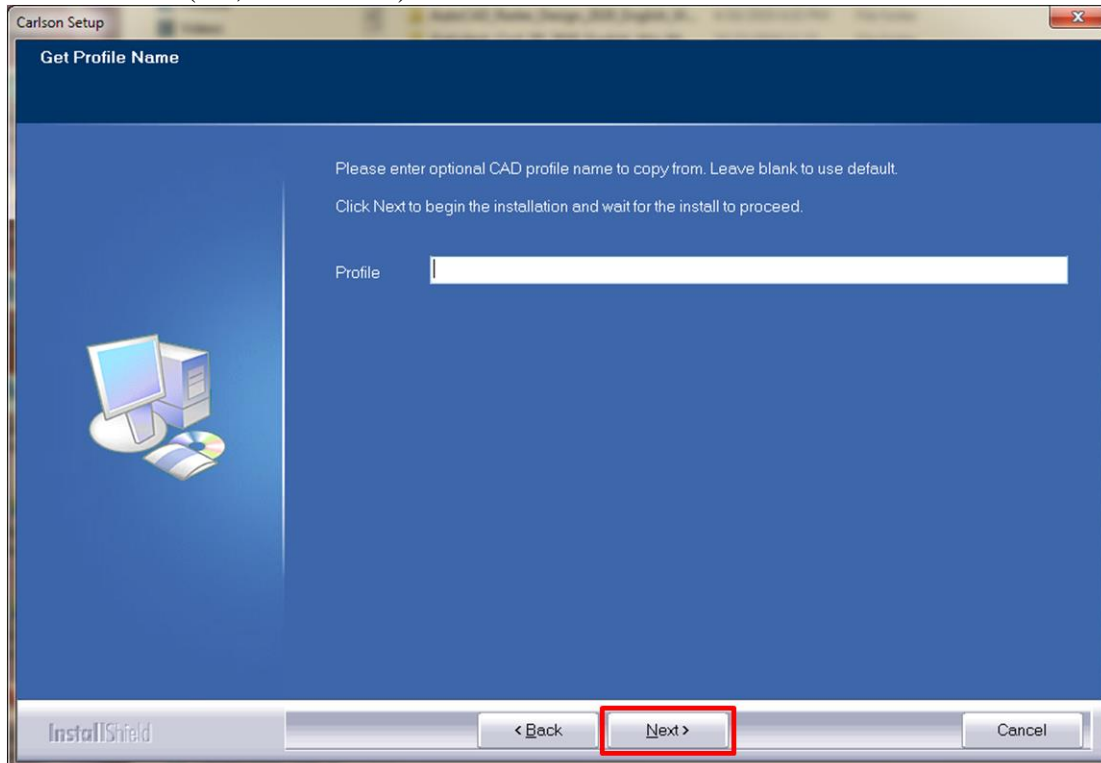 Carlson Setup
Get Profile Name
Please enter optional CAD profile name to copy from. Leave blank to use default.
Click Next to begin the installation and wait for the install to proceed.
Profile
InstallShield
< Back
Next >
Cancel